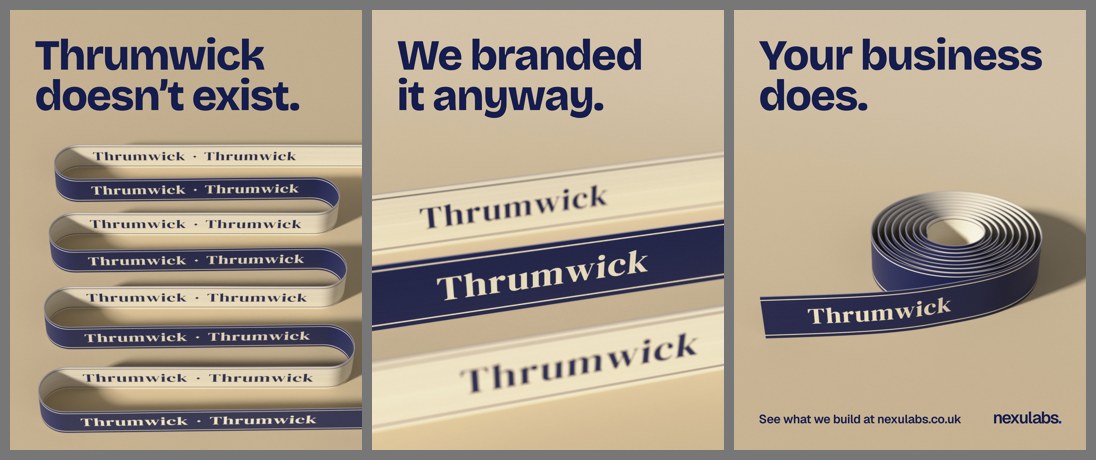 Thrumwick
doesn't exist.
Thrumwick · Thrumwick
Thrumwick · Thrumwick
Thrumwick · Thrumwick
Thrumwick · Thrumwick
Thrumwick · Thrumwick
Thrumwick · Thrumwick
Thrumwick · Thrumwick
Thrumwick · Thrumwick
We branded
it anyway.
Thrumwick
Thrumwick
Thrumwick
Your business
does.
Thrumwick
See what we build at nexulabs.co.uk
nexulabs.